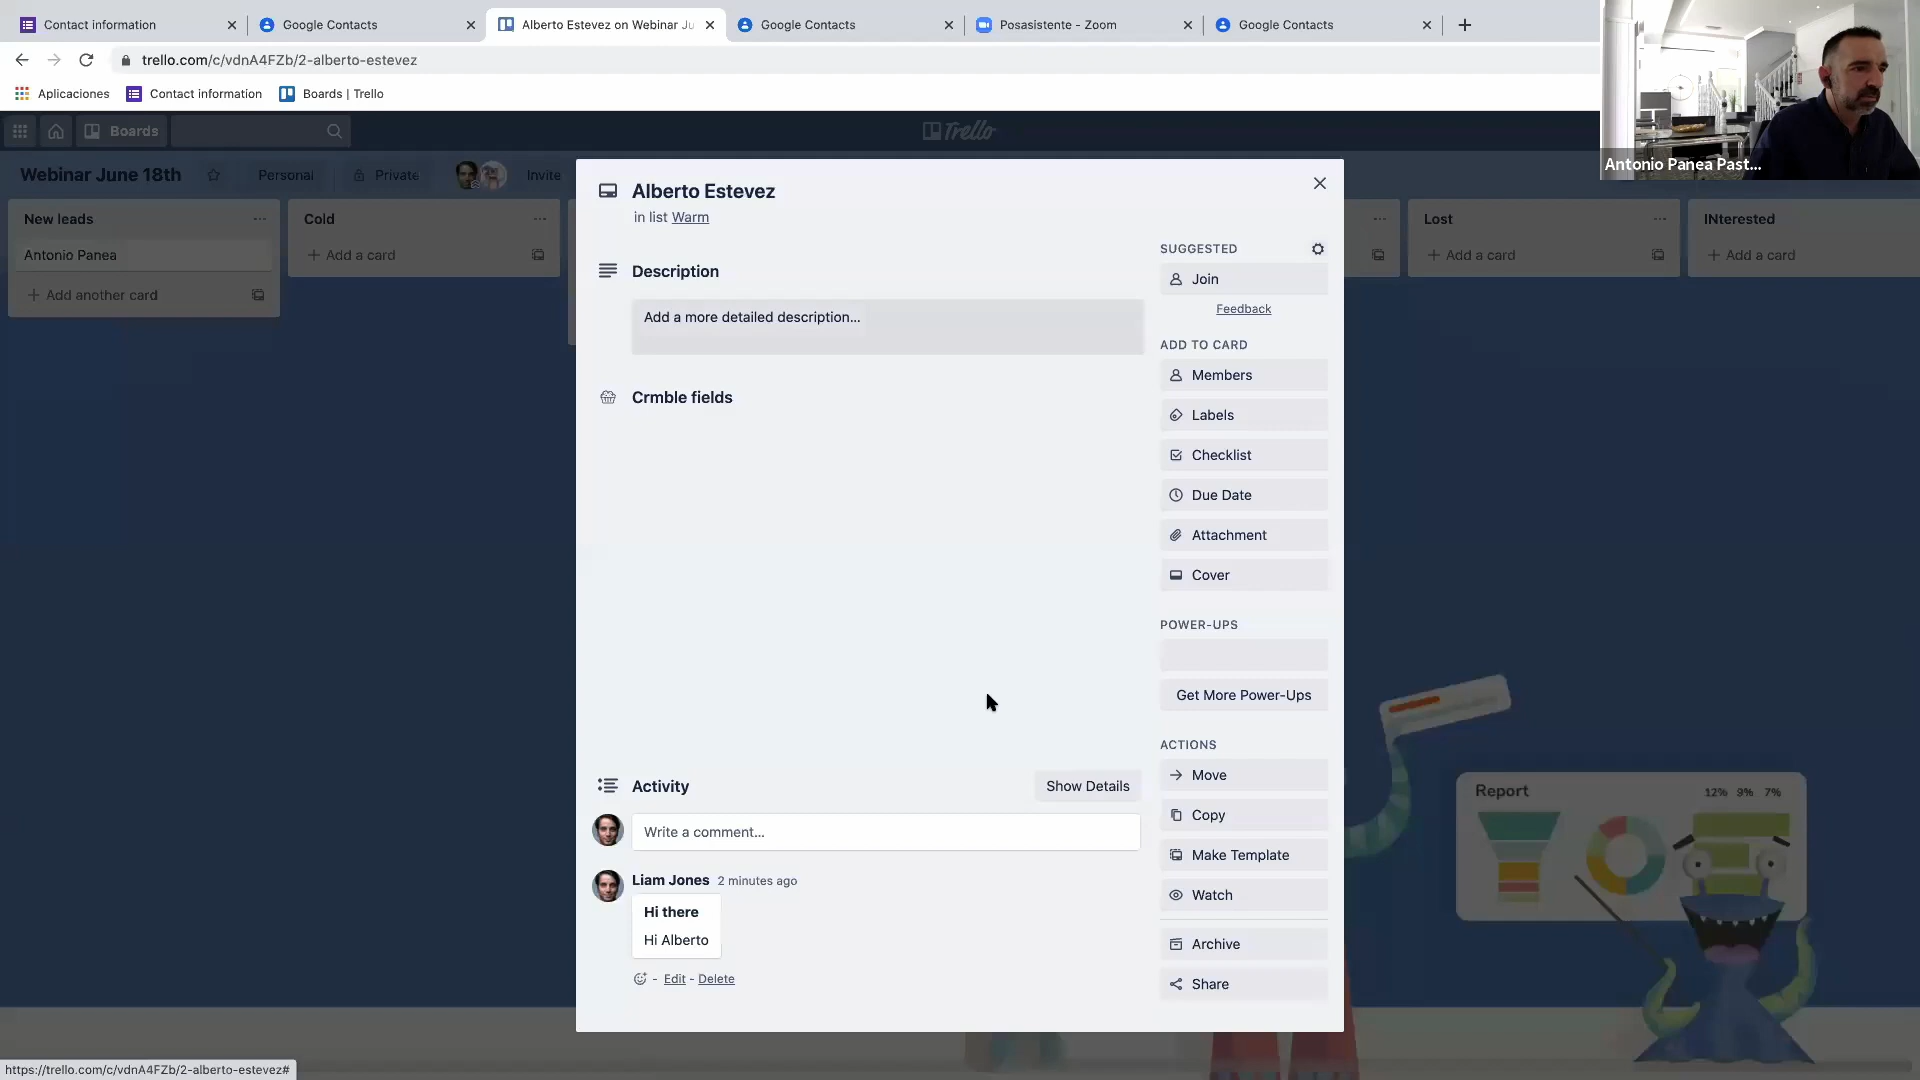 Contact information
Google Contacts
Alberto Estevez on Webinar Ju
Google Contacts
Posasistente - Zoom
Google Contacts
trello.com/c/vdnA4FZb/2-alberto-estevez
Aplicaciones
Contact information
Boards | Trello
Boards
Trello
Antonio Panea Past...
Webinar June 18th
Personal
Private
Invite
New leads
Antonio Panea
+ Add another card
Cold
+ Add a card
Lost
+ Add a card
INterested
+ Add a card
Alberto Estevez
in list Warm
Description
Add a more detailed description...
Crmble fields
Activity
Show Details
Write a comment...
Liam Jones 2 minutes ago
Hi there
Hi Alberto
- Edit - Delete
SUGGESTED
Join
Feedback
ADD TO CARD
Members
Labels
Checklist
Due Date
Attachment
Cover
POWER-UPS
Get More Power-Ups
ACTIONS
Move
Copy
Make Template
Watch
Archive
Share
Report
12% 9% 7%
https://trello.com/c/vdnA4FZb/2-alberto-estevez#